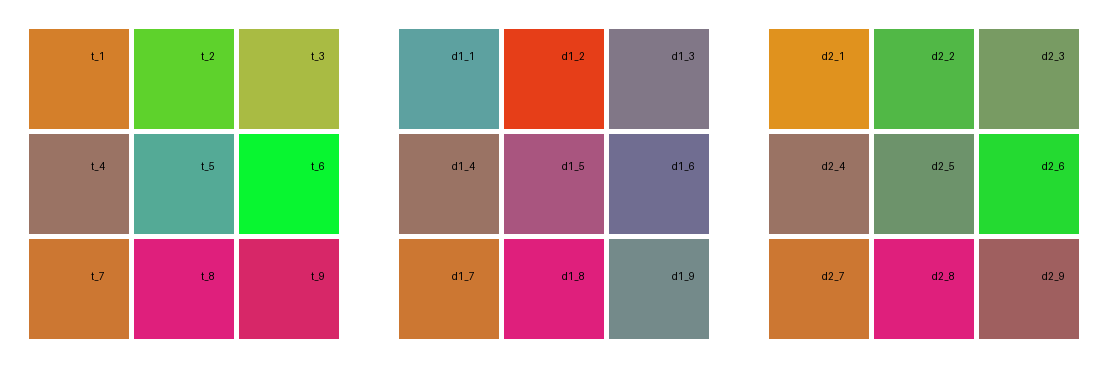 t_1 t_2 t_3 d1_1 d1_2 d1_3 d2_1 d2_2 d2_3
t_4 t_5 t_6 d1_4 d1_5 d1_6 d2_4 d2_5 d2_6
t_7 t_8 t_9 d1_7 d1_8 d1_9 d2_7 d2_8 d2_9